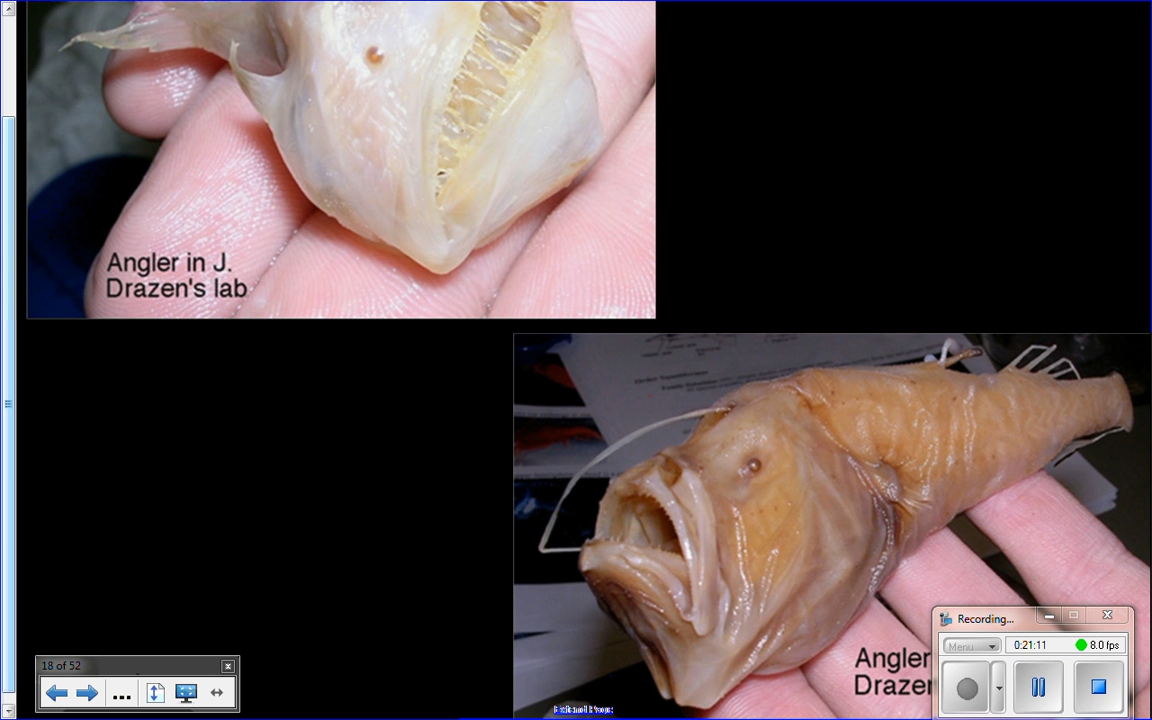 Angler in J.
Drazen's lab
Angler
Drazen
18 of 52
...
Recording...
Menu
0:21:11
8.0 fps